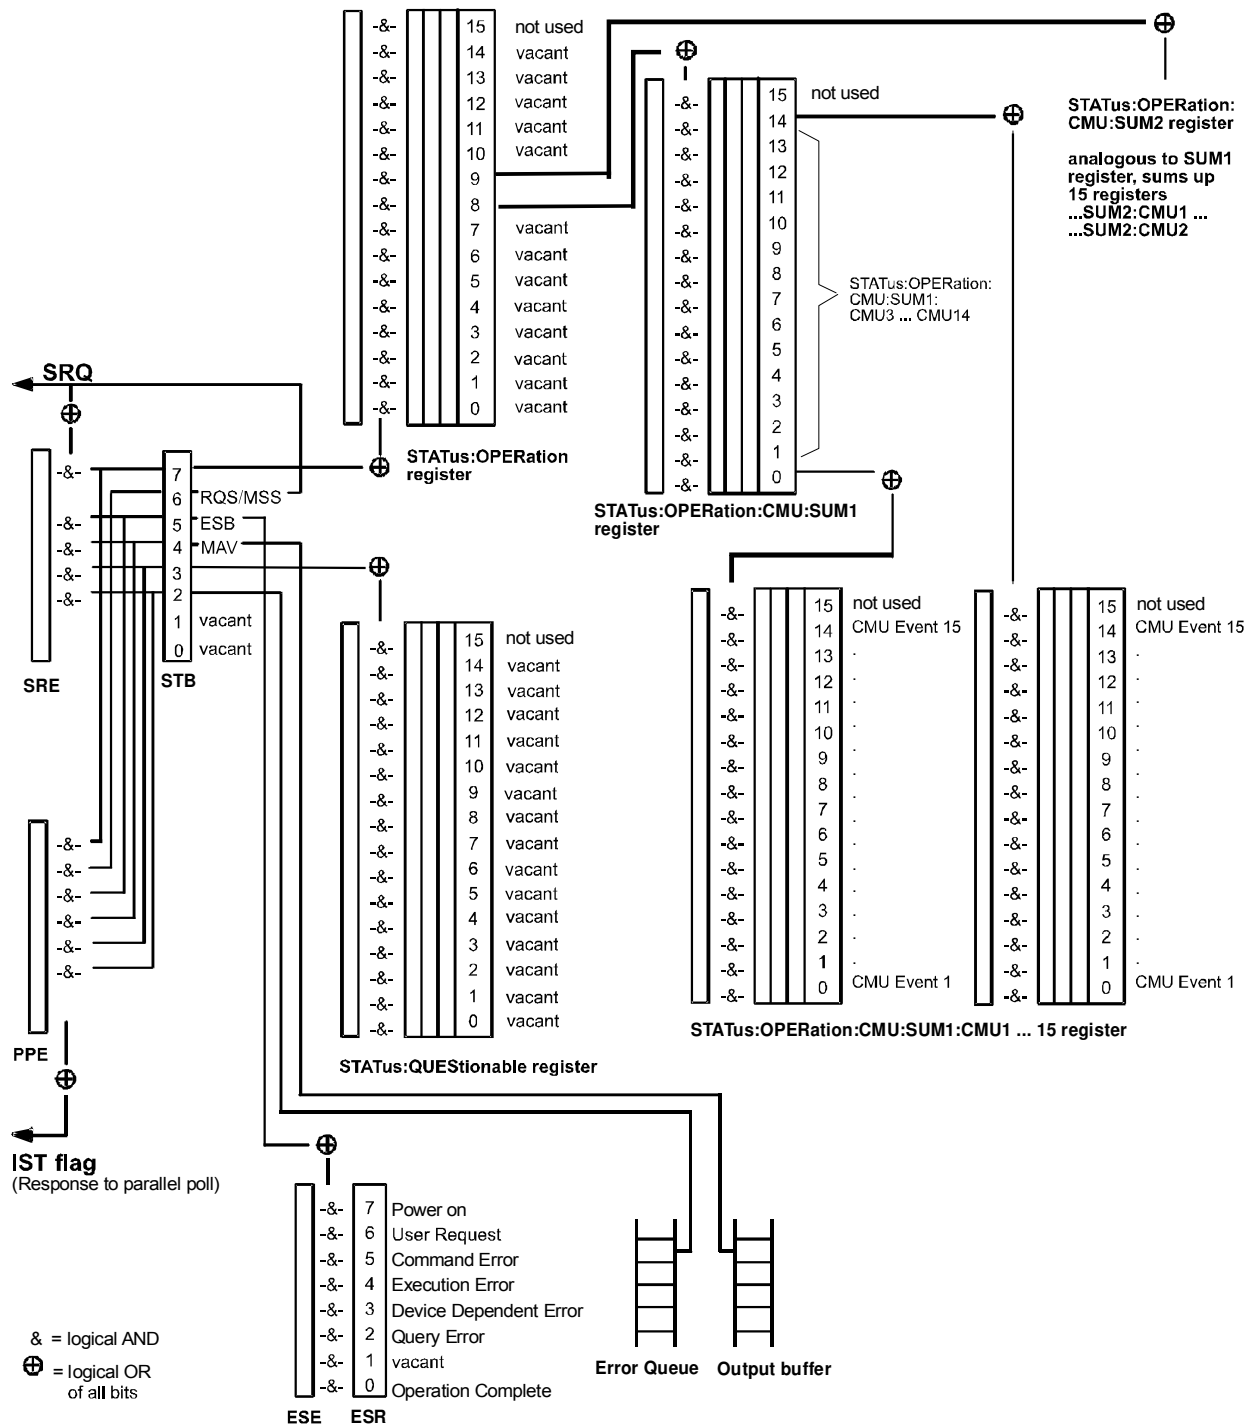 -&- 15 not used
-&- 14 vacant
-&- 13 vacant
-&- 12 vacant
-&- 11 vacant
-&- 10 vacant
-&- 9
-&- 8
-&- 7 vacant
-&- 6 vacant
-&- 5 vacant
-&- 4 vacant
-&- 3 vacant
-&- 2 vacant
-&- 1 vacant
-&- 0 vacant
STATus:OPERation
register
-&- 15 not used
-&- 14
-&- 13
-&- 12
-&- 11
-&- 10
-&- 9
-&- 8
-&- 7
-&- 6
-&- 5
-&- 4
-&- 3
-&- 2
-&- 1
-&- 0
STATus:OPERation:
CMU:SUM1:
CMU3 ... CMU14
STATus:OPERation:CMU:SUM1
register
STATus:OPERation:
CMU:SUM2 register
analogous to SUM1
register, sums up
15 registers
...SUM2:CMU1 ...
...SUM2:CMU2
SRQ
-&- 7
6 RQS/MSS
-&- 5 ESB
-&- 4 MAV
-&- 3
-&- 2
1 vacant
0 vacant
SRE STB
-&-
-&-
-&-
-&-
-&-
-&-
PPE
IST flag
(Response to parallel poll)
-&- 15 not used
-&- 14 vacant
-&- 13 vacant
-&- 12 vacant
-&- 11 vacant
-&- 10 vacant
-&- 9 vacant
-&- 8 vacant
-&- 7 vacant
-&- 6 vacant
-&- 5 vacant
-&- 4 vacant
-&- 3 vacant
-&- 2 vacant
-&- 1 vacant
-&- 0 vacant
STATus:QUEStionable register
-&- 15 not used
-&- 14 CMU Event 15
-&- 13 .
-&- 12 .
-&- 11 .
-&- 10 .
-&- 9 .
-&- 8 .
-&- 7 .
-&- 6 .
-&- 5 .
-&- 4 .
-&- 3 .
-&- 2 .
-&- 1 .
-&- 0 CMU Event 1
-&- 15 not used
-&- 14 CMU Event 15
-&- 13 .
-&- 12 .
-&- 11 .
-&- 10 .
-&- 9 .
-&- 8 .
-&- 7 .
-&- 6 .
-&- 5 .
-&- 4 .
-&- 3 .
-&- 2 .
-&- 1 .
-&- 0 CMU Event 1
STATus:OPERation:CMU:SUM1:CMU1 ... 15 register
-&- 7 Power on
-&- 6 User Request
-&- 5 Command Error
-&- 4 Execution Error
-&- 3 Device Dependent Error
-&- 2 Query Error
-&- 1 vacant
-&- 0 Operation Complete
ESE ESR
Error Queue Output buffer
& = logical AND
⊕ = logical OR
of all bits